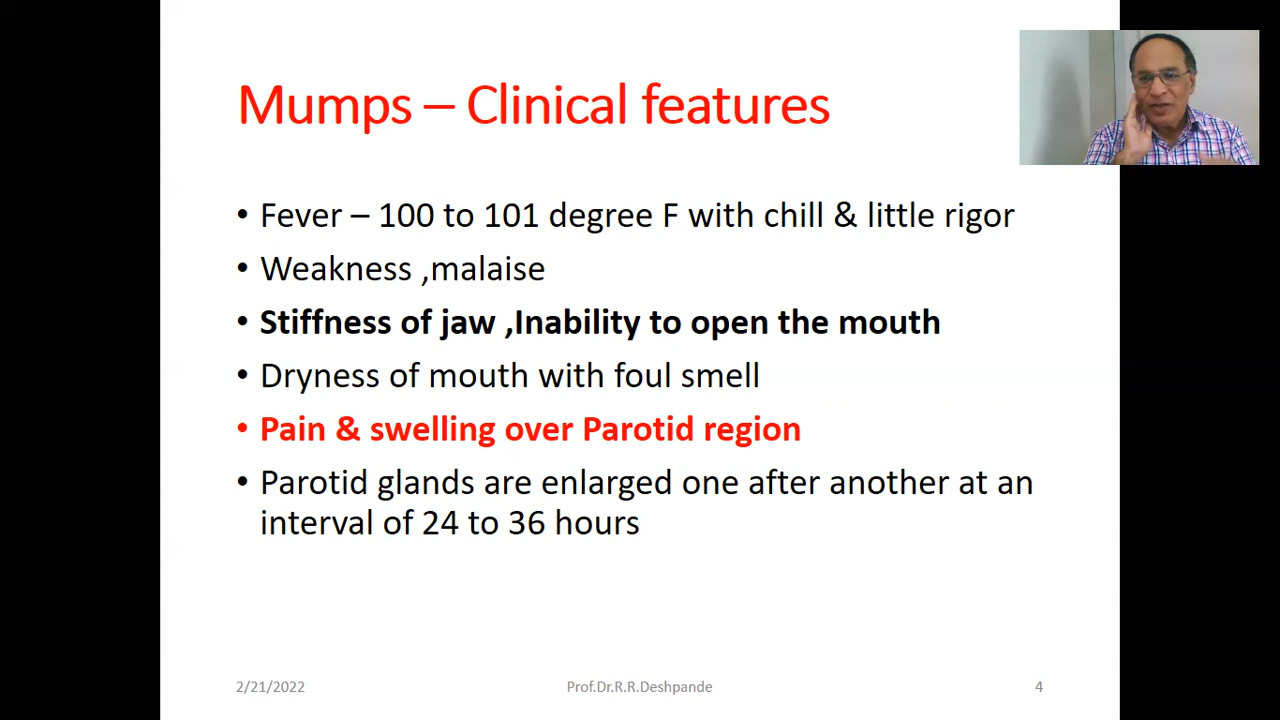 Mumps – Clinical features
• Fever – 100 to 101 degree F with chill & little rigor
• Weakness ,malaise
• Stiffness of jaw ,Inability to open the mouth
• Dryness of mouth with foul smell
• Pain & swelling over Parotid region
• Parotid glands are enlarged one after another at an
interval of 24 to 36 hours
2/21/2022
Prof.Dr.R.R.Deshpande
4